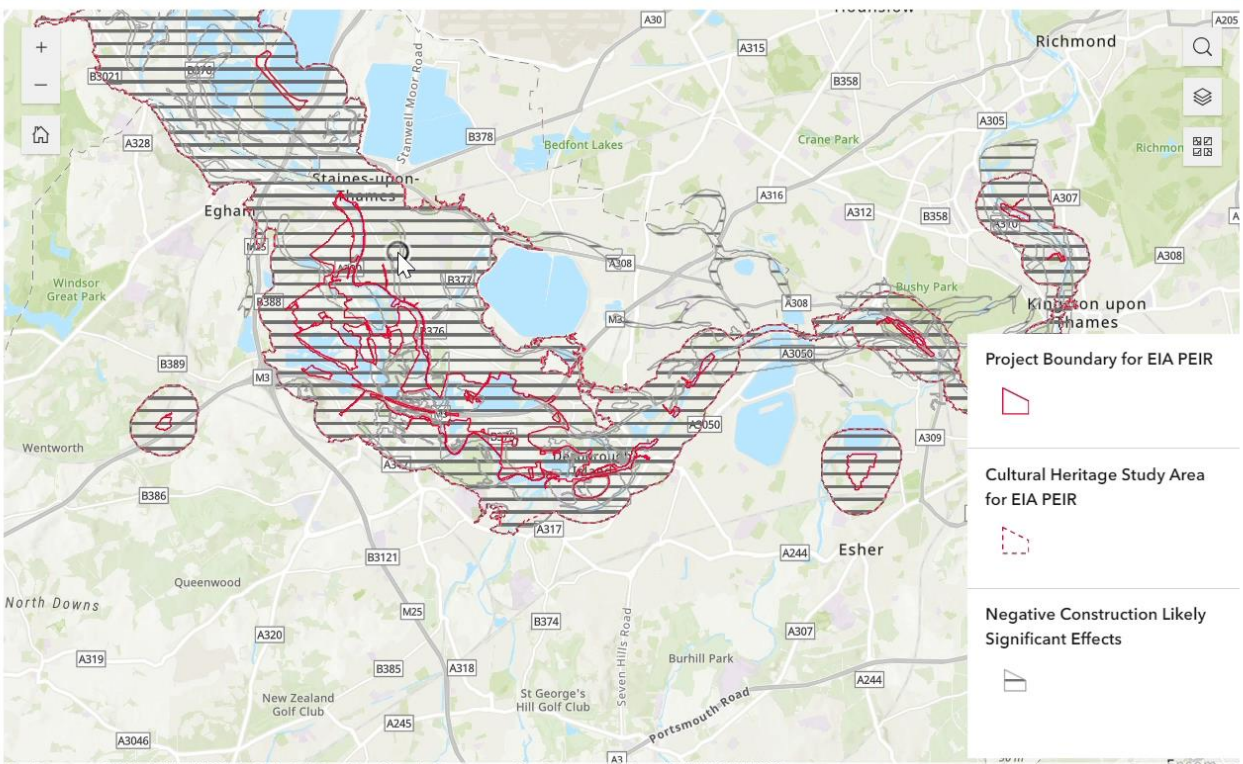 Hounslow
A30
A205
Richmond
A315
+
B3021
B376
B358
−
Stanwell Moor Road
A305
B378
A328
Bedfont Lakes
Crane Park
Staines-upon-
Thames
A316
A307
Egham
A312
B358
A310
M25
A308
A308
B377
Windsor
Great Park
Bushy Park
B388
A308
Kingston upon
Thames
M3
B376
A3050
Project Boundary for EIA PEIR
B389
M3
M3
A3050
Wentworth
A309
Cultural Heritage Study Area
for EIA PEIR
B386
A317
A244
Esher
B3121
Queenwood
North Downs
M25
Negative Construction Likely
Significant Effects
B374
A307
A320
Seven Hills Road
A319
Burhill Park
B385
A318
A244
New Zealand
Golf Club
St George's
Hill Golf Club
Portsmouth Road
A245
A3046
A3